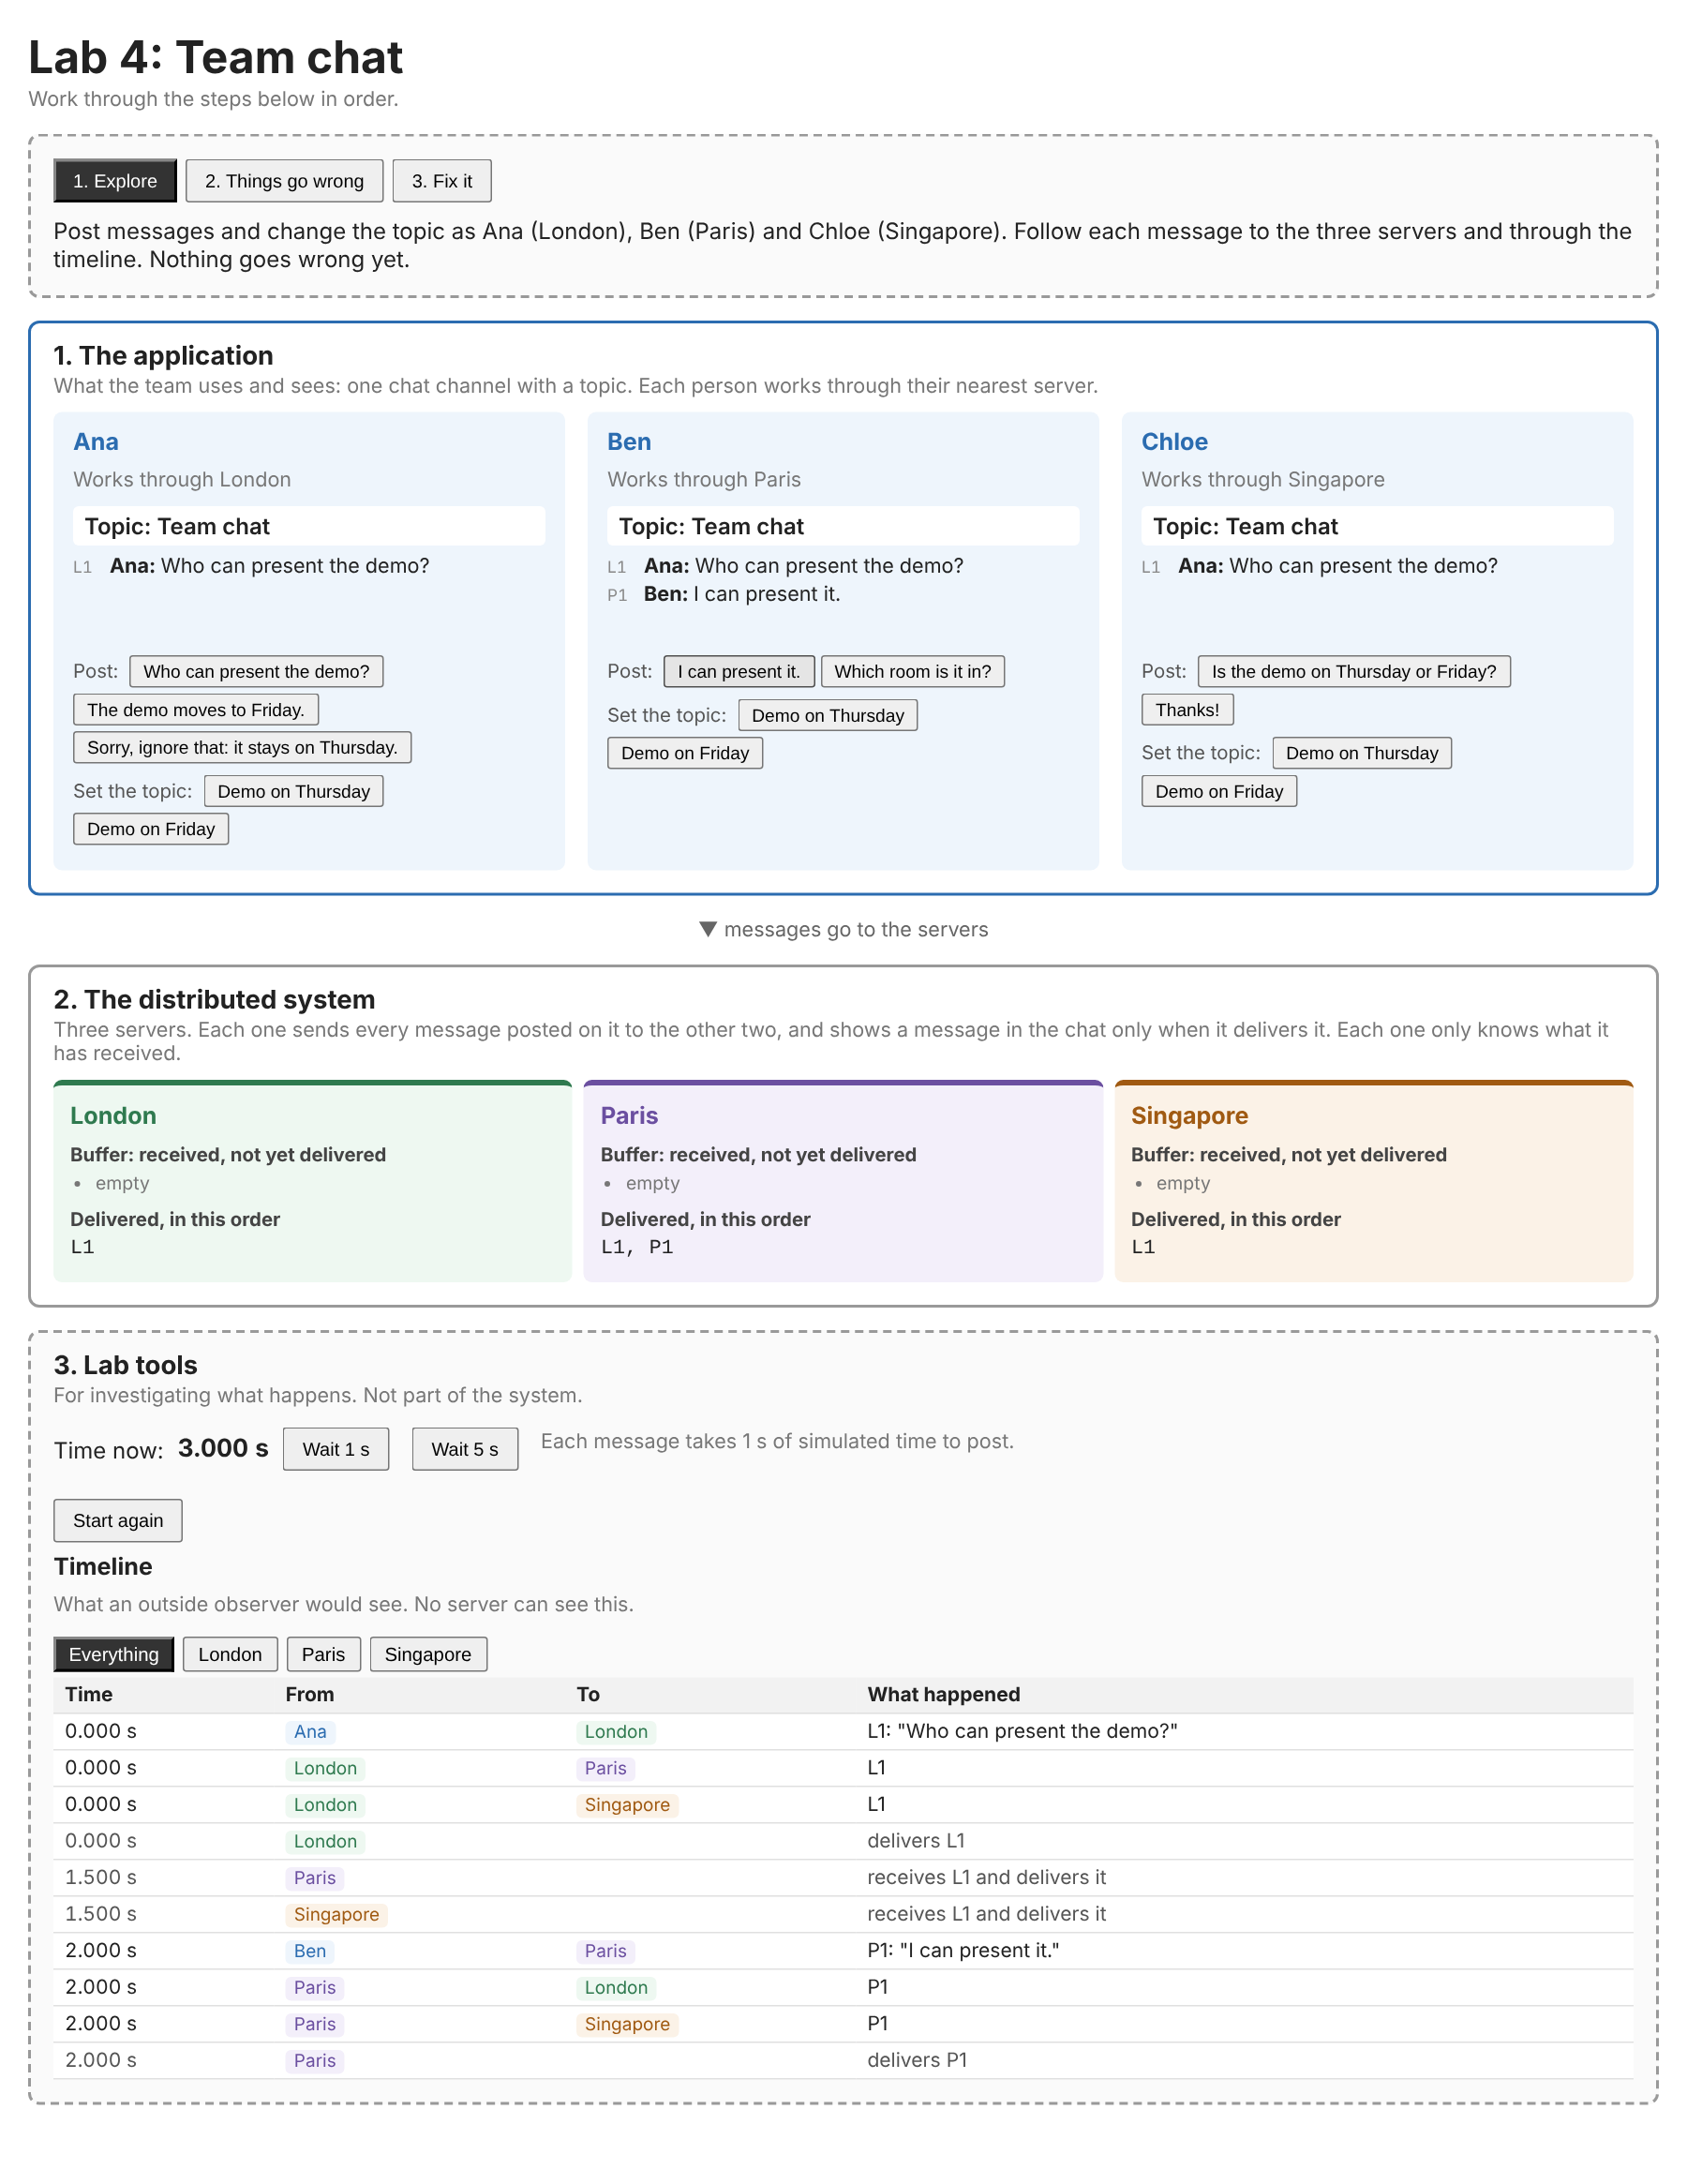 Lab 4: Team chat
Work through the steps below in order.
1. Explore
2. Things go wrong
3. Fix it
Post messages and change the topic as Ana (London), Ben (Paris) and Chloe (Singapore). Follow each message to the three servers and through the
timeline. Nothing goes wrong yet.
1. The application
What the team uses and sees: one chat channel with a topic. Each person works through their nearest server.
Ana
Works through London
Topic: Team chat
L1 Ana: Who can present the demo?
Post: Who can present the demo?
The demo moves to Friday.
Sorry, ignore that: it stays on Thursday.
Set the topic: Demo on Thursday
Demo on Friday
Ben
Works through Paris
Topic: Team chat
L1 Ana: Who can present the demo?
P1 Ben: I can present it.
Post: I can present it. Which room is it in?
Set the topic: Demo on Thursday
Demo on Friday
Chloe
Works through Singapore
Topic: Team chat
L1 Ana: Who can present the demo?
Post: Is the demo on Thursday or Friday?
Thanks!
Set the topic: Demo on Thursday
Demo on Friday
▼ messages go to the servers
2. The distributed system
Three servers. Each one sends every message posted on it to the other two, and shows a message in the chat only when it delivers it. Each one only knows what it
has received.
London
Buffer: received, not yet delivered
• empty
Delivered, in this order
L1
Paris
Buffer: received, not yet delivered
• empty
Delivered, in this order
L1, P1
Singapore
Buffer: received, not yet delivered
• empty
Delivered, in this order
L1
3. Lab tools
For investigating what happens. Not part of the system.
Time now: 3.000 s Wait 1 s Wait 5 s Each message takes 1 s of simulated time to post.
Start again
Timeline
What an outside observer would see. No server can see this.
Everything London Paris Singapore
Time From To What happened
0.000 s Ana London L1: "Who can present the demo?"
0.000 s London Paris L1
0.000 s London Singapore L1
0.000 s London delivers L1
1.500 s Paris receives L1 and delivers it
1.500 s Singapore receives L1 and delivers it
2.000 s Ben Paris P1: "I can present it."
2.000 s Paris London P1
2.000 s Paris Singapore P1
2.000 s Paris delivers P1